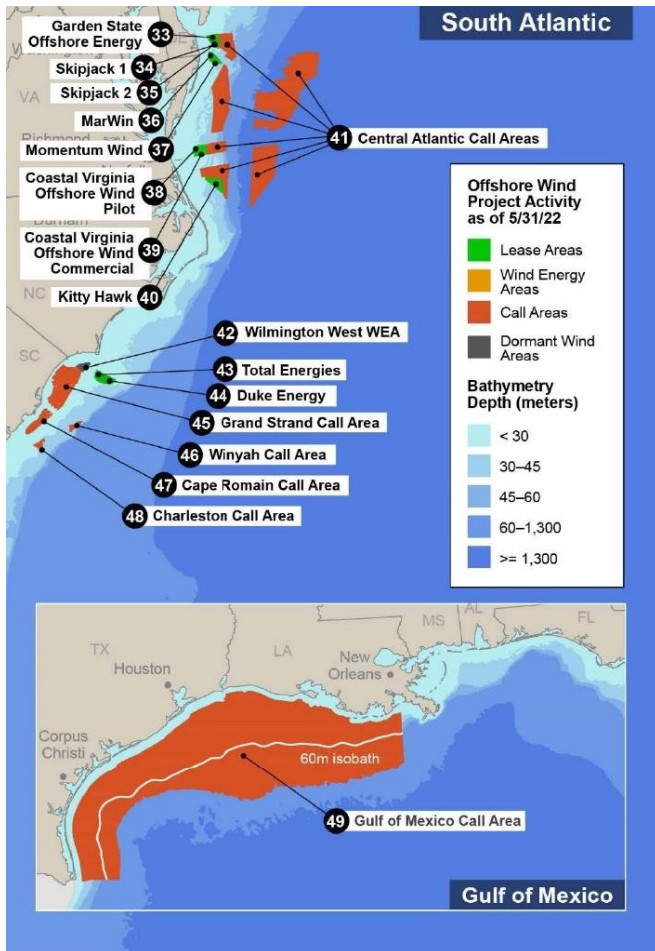 South Atlantic
Garden State
Offshore Energy
33
Skipjack 1
34
Skipjack 2
35
MarWin
36
Momentum Wind
37
Coastal Virginia
Offshore Wind
Pilot
38
Coastal Virginia
Offshore Wind
Commercial
39
Kitty Hawk
40
41 Central Atlantic Call Areas
VA
Richmond
NC
SC
42 Wilmington West WEA
43 Total Energies
44 Duke Energy
45 Grand Strand Call Area
46 Winyah Call Area
47 Cape Romain Call Area
48 Charleston Call Area
Offshore Wind
Project Activity
as of 5/31/22
Lease Areas
Wind Energy
Areas
Call Areas
Dormant Wind
Areas
Bathymetry
Depth (meters)
< 30
30–45
45–60
60–1,300
>= 1,300
TX
LA
MS
AL
FL
Houston
New
Orleans
Corpus
Christi
60m isobath
49 Gulf of Mexico Call Area
Gulf of Mexico